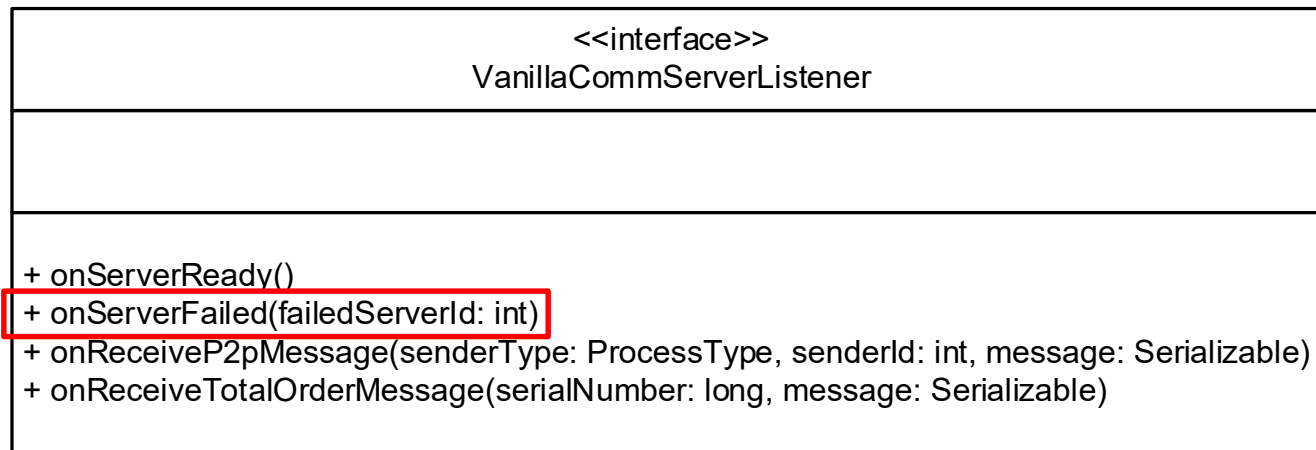 <<interface>>
VanillaCommServerListener
+ onServerReady()
+ onServerFailed(failedServerId: int)
+ onReceiveP2pMessage(senderType: ProcessType, senderId: int, message: Serializable)
+ onReceiveTotalOrderMessage(serialNumber: long, message: Serializable)